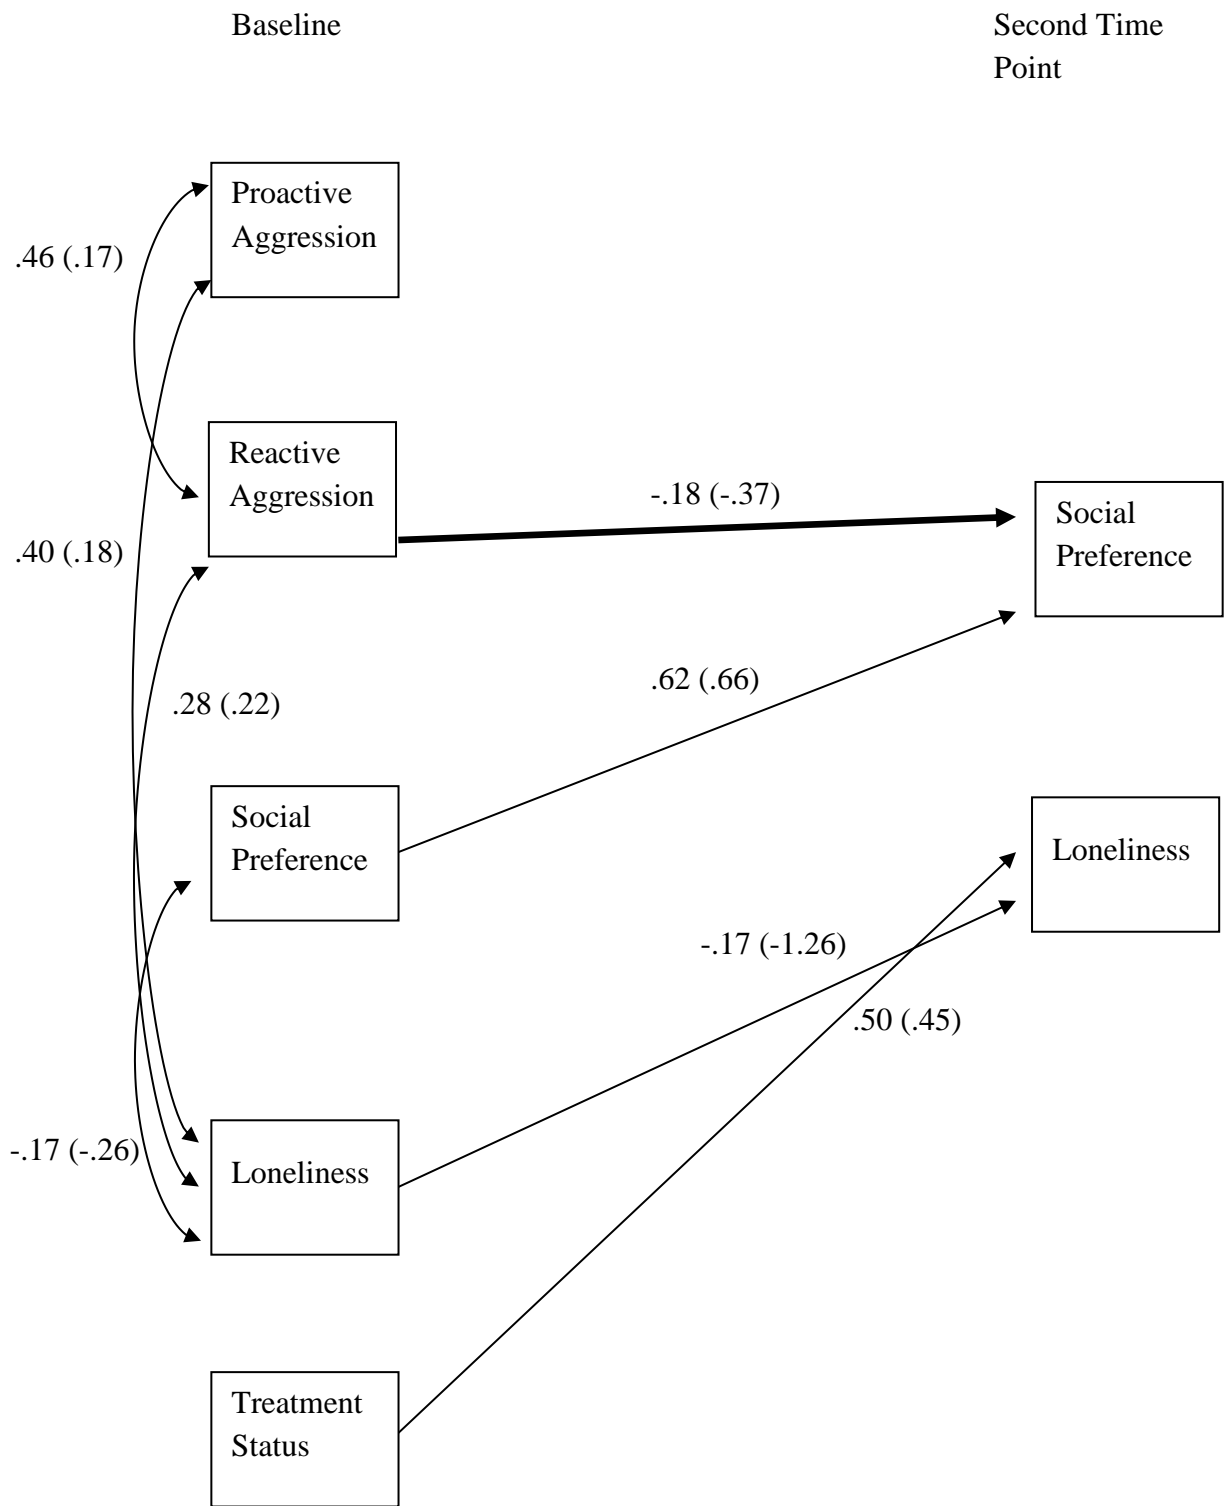 Baseline
Second Time
Point
Proactive
Aggression
.46 (.17)
Reactive
Aggression
-.18 (-.37)
Social
Preference
.40 (.18)
.62 (.66)
.28 (.22)
Social
Preference
Loneliness
-.17 (-1.26)
.50 (.45)
-.17 (-.26)
Loneliness
Treatment
Status